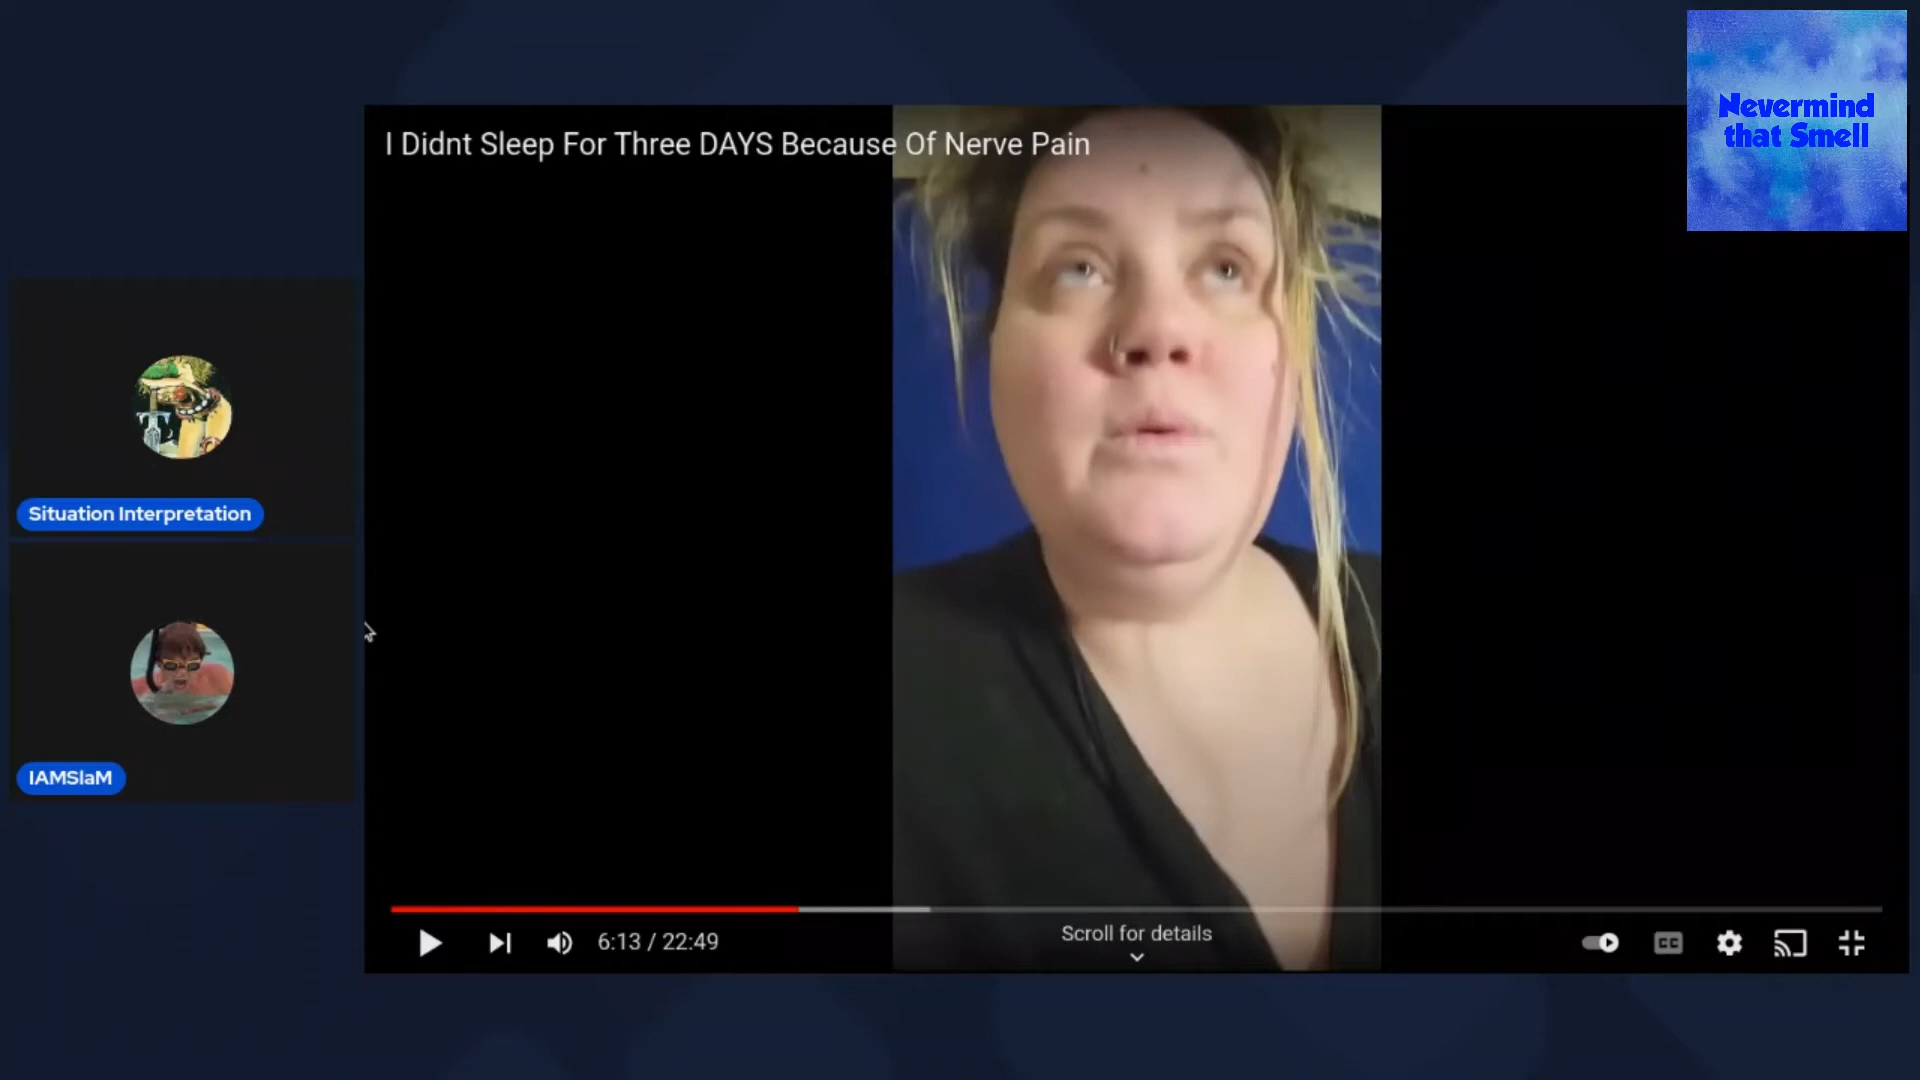 Nevermind
that Smell
I Didnt Sleep For Three DAYS Because Of Nerve Pain
Situation Interpretation
IAMSlaM
6:13 / 22:49
Scroll for details
CC